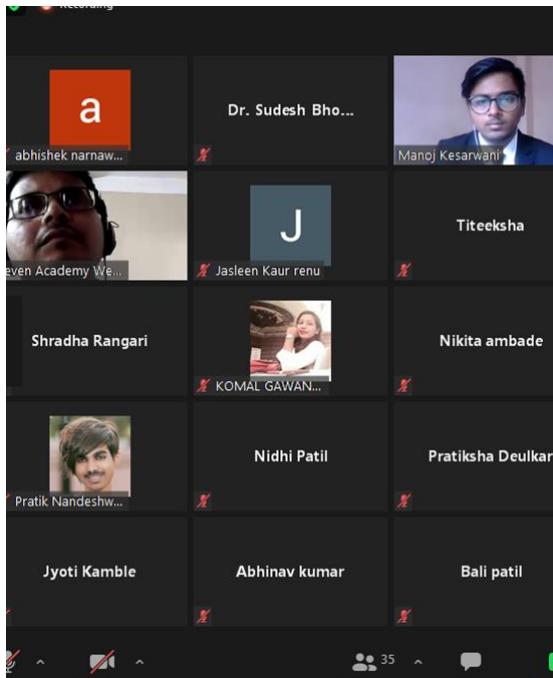 Recording
a
abhishek narnaw...
Dr. Sudesh Bho...
Manoj Kesarwani
even Academy We...
J
Jasleen Kaur renu
Titeeksha
Shradha Rangari
KOMAL GAWAN...
Nikita ambade
Pratik Nandeshw...
Nidhi Patil
Pratiksha Deulkar
Jyoti Kamble
Abhinav kumar
Bali patil
35